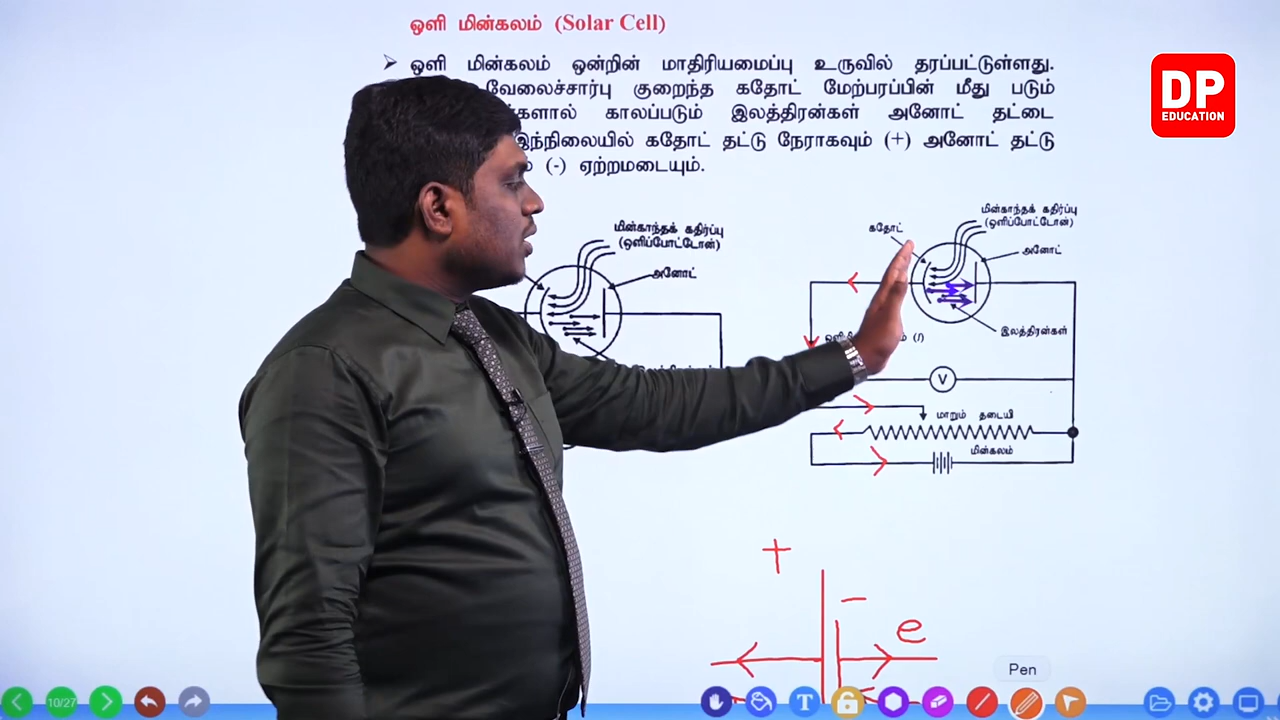 ஒளி மின்கலம் (Solar Cell)
➤ ஒளி மின்கலம் ஒன்றின் மாதிரியமைப்பு உருவில் தரப்பட்டுள்ளது.
வேலைச்சார்பு குறைந்த கதோட் மேற்பரப்பின் மீது படும்
காலப்படும் இலத்திரன்கள் அனோட் தட்டை
இந்நிலையில் கதோட் தட்டு நேராகவும் (+) அனோட் தட்டு
(-) ஏற்றமடையும்.
DP
EDUCATION
மின்காந்தக் கதிர்ப்பு
(ஒளிப்போட்டோன்)
அனோட்
மின்காந்தக் கதிர்ப்பு
(ஒளிப்போட்டோன்)
கதோட்
அனோட்
இலத்திரன்கள்
(I)
V
மாறும் தடையி
மின்கலம்
+
-
e
Pen
10/27
T